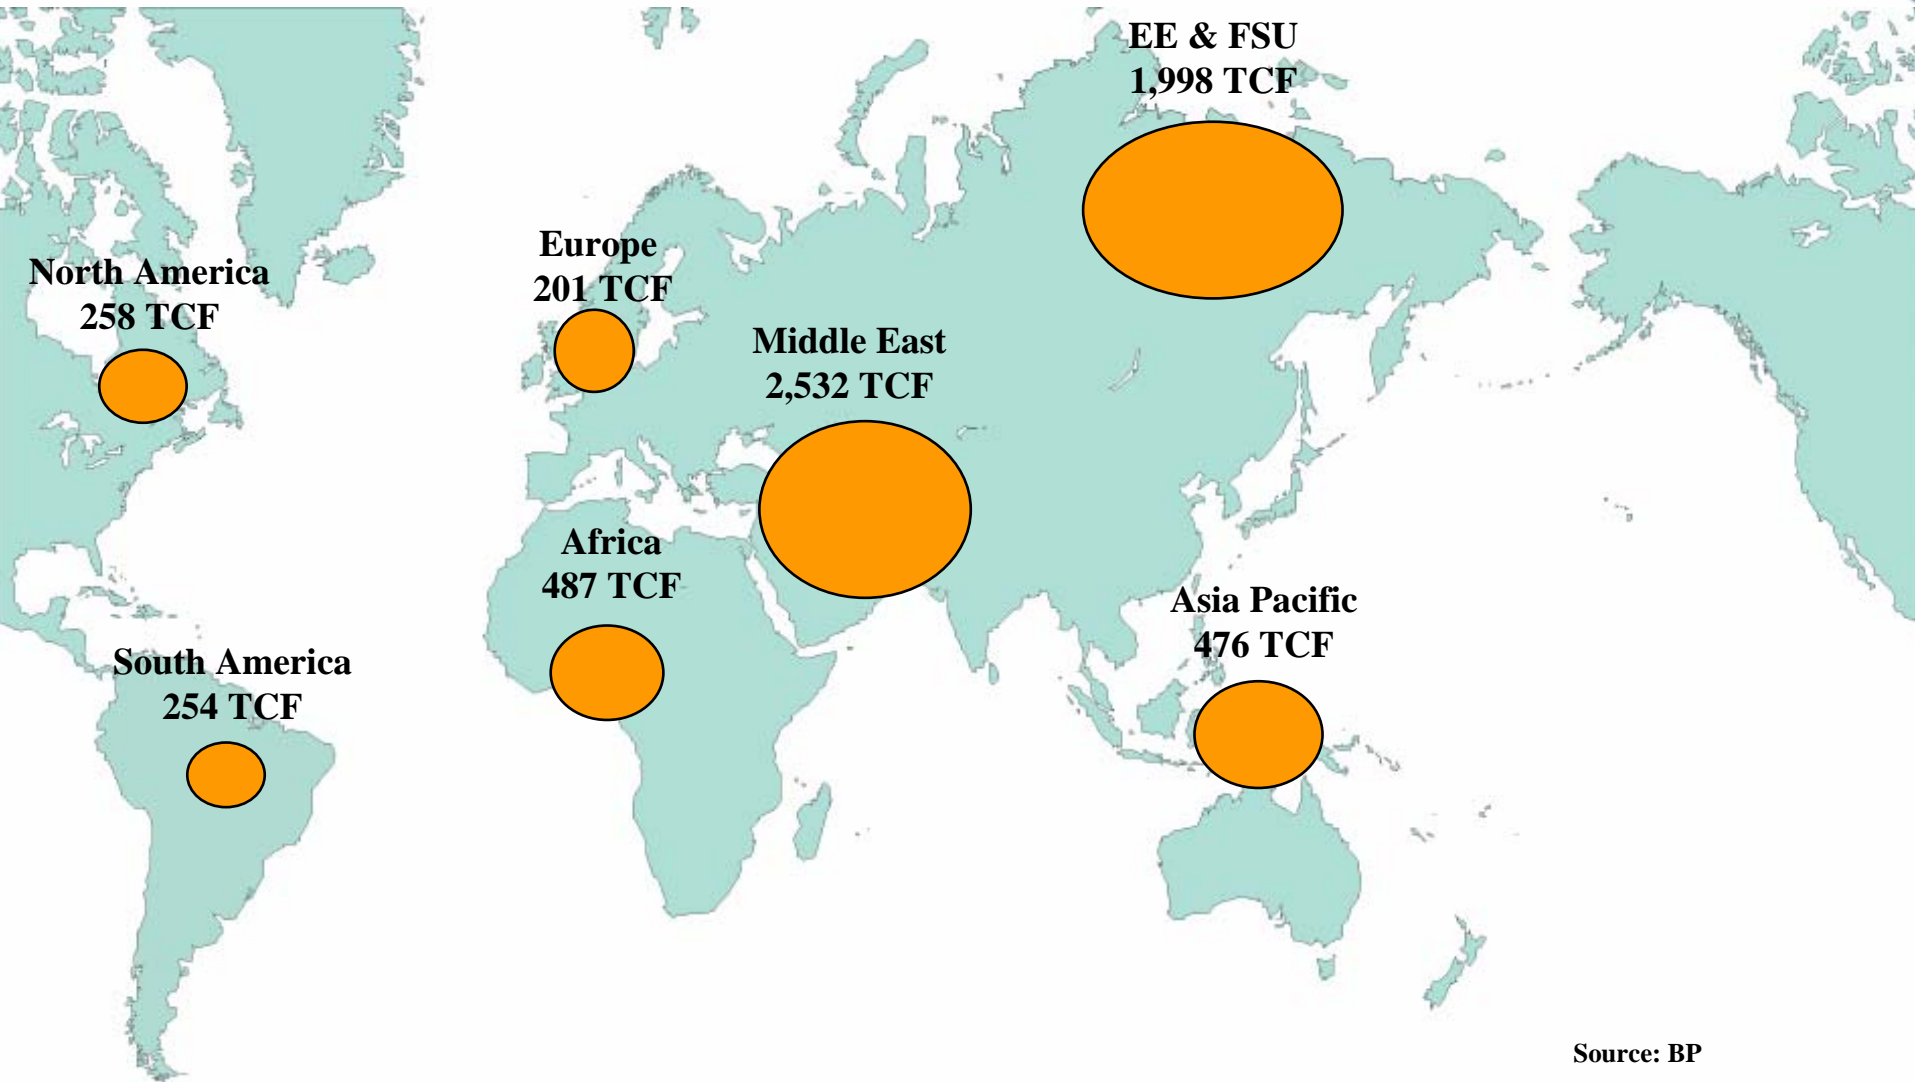 EE & FSU
1,998 TCF
Europe
201 TCF
North America
258 TCF
Middle East
2,532 TCF
Africa
487 TCF
Asia Pacific
476 TCF
South America
254 TCF
Source: BP